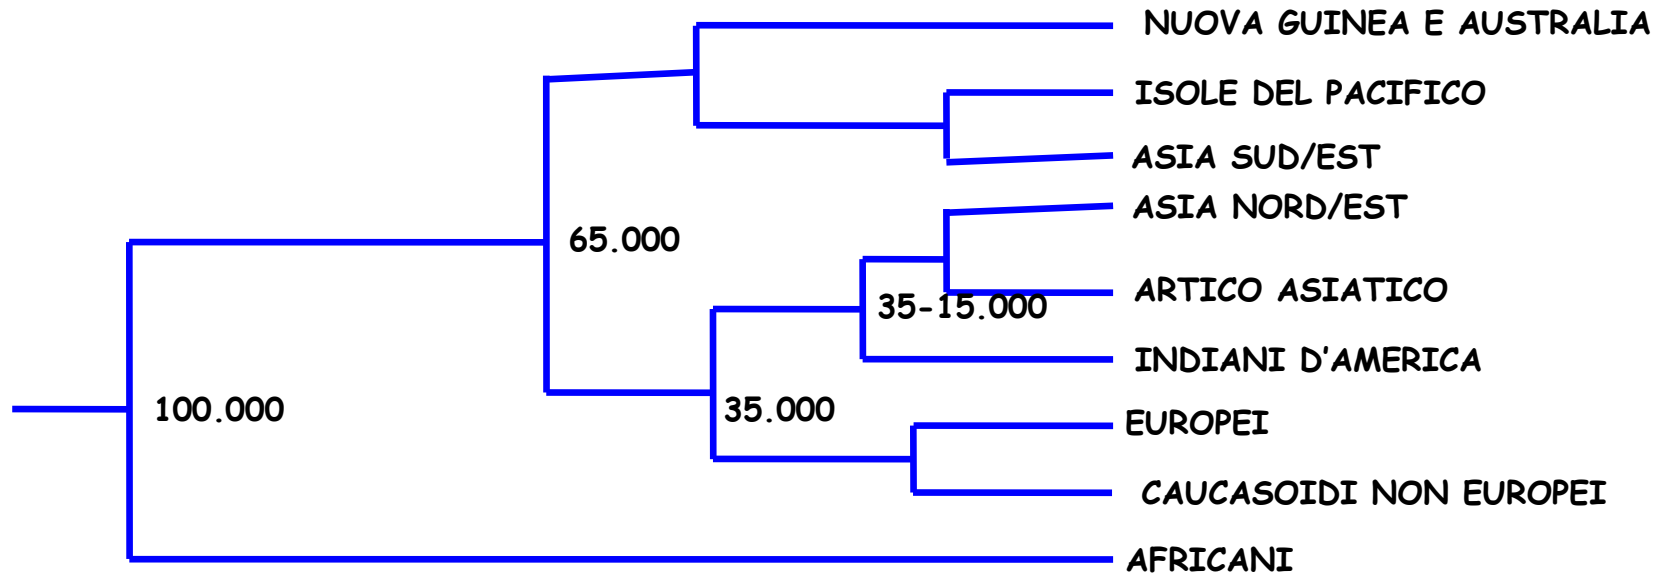 NUOVA GUINEA E AUSTRALIA
ISOLE DEL PACIFICO
ASIA SUD/EST
ASIA NORD/EST
65.000
ARTICO ASIATICO
35-15.000
INDIANI D'AMERICA
100.000
35.000
EUROPEI
CAUCASOIDI NON EUROPEI
AFRICANI